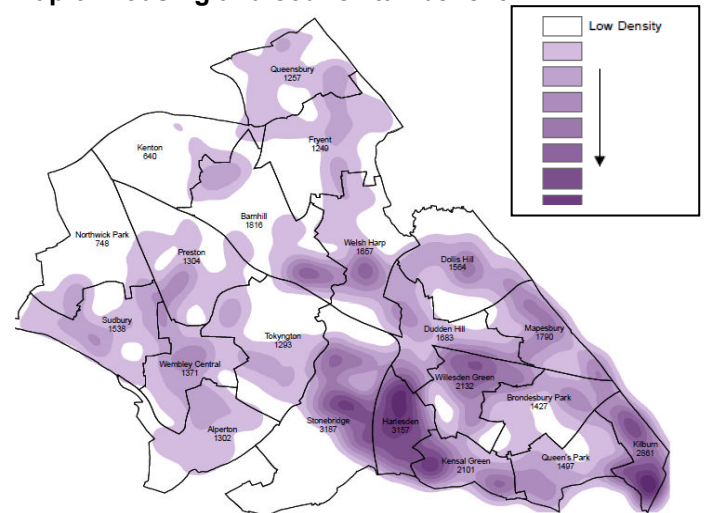 Low Density
Queensbury
1257
Kenton
640
Fryent
1249
Barnhill
1816
Northwick Park
748
Preston
1304
Welsh Harp
1657
Dollis Hill
1564
Sudbury
1538
Tokyngton
1293
Dudden Hill
1683
Mapesbury
1790
Wembley Central
1371
Willesden Green
2132
Brondesbury Park
1427
Alperton
1302
Stonebridge
3187
Harlesden
3157
Kensal Green
2101
Queen's Park
1497
Kilburn
2881